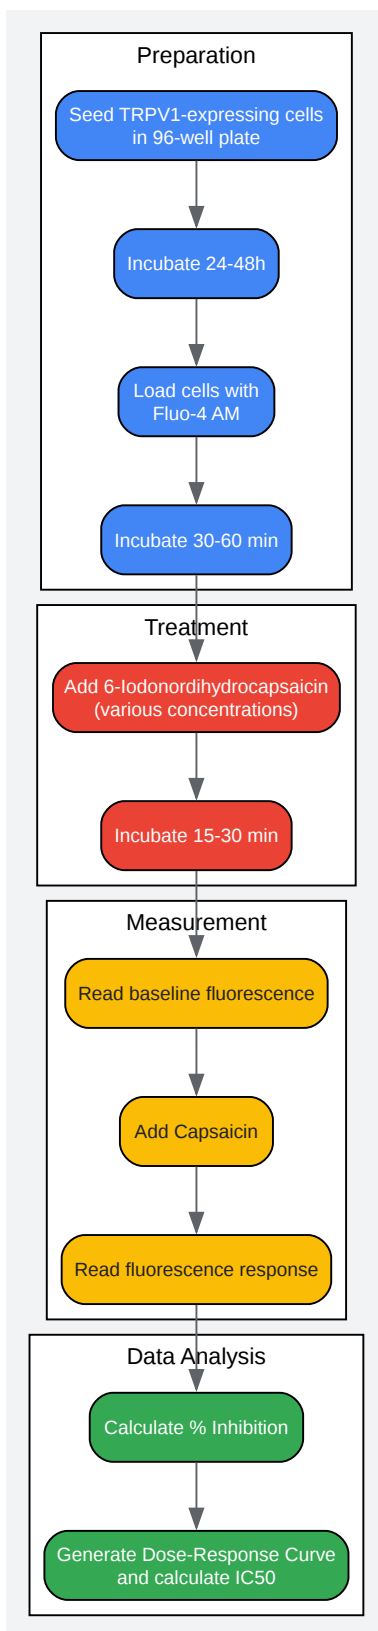 Preparation
Seed TRPV1-expressing cells
in 96-well plate
Incubate 24-48h
Load cells with
Fluo-4 AM
Incubate 30-60 min
Treatment
Add 6-Iodonordihydrocapsaicin
(various concentrations)
Incubate 15-30 min
Measurement
Read baseline fluorescence
Add Capsaicin
Read fluorescence response
Data Analysis
Calculate % Inhibition
Generate Dose-Response Curve
and calculate IC50